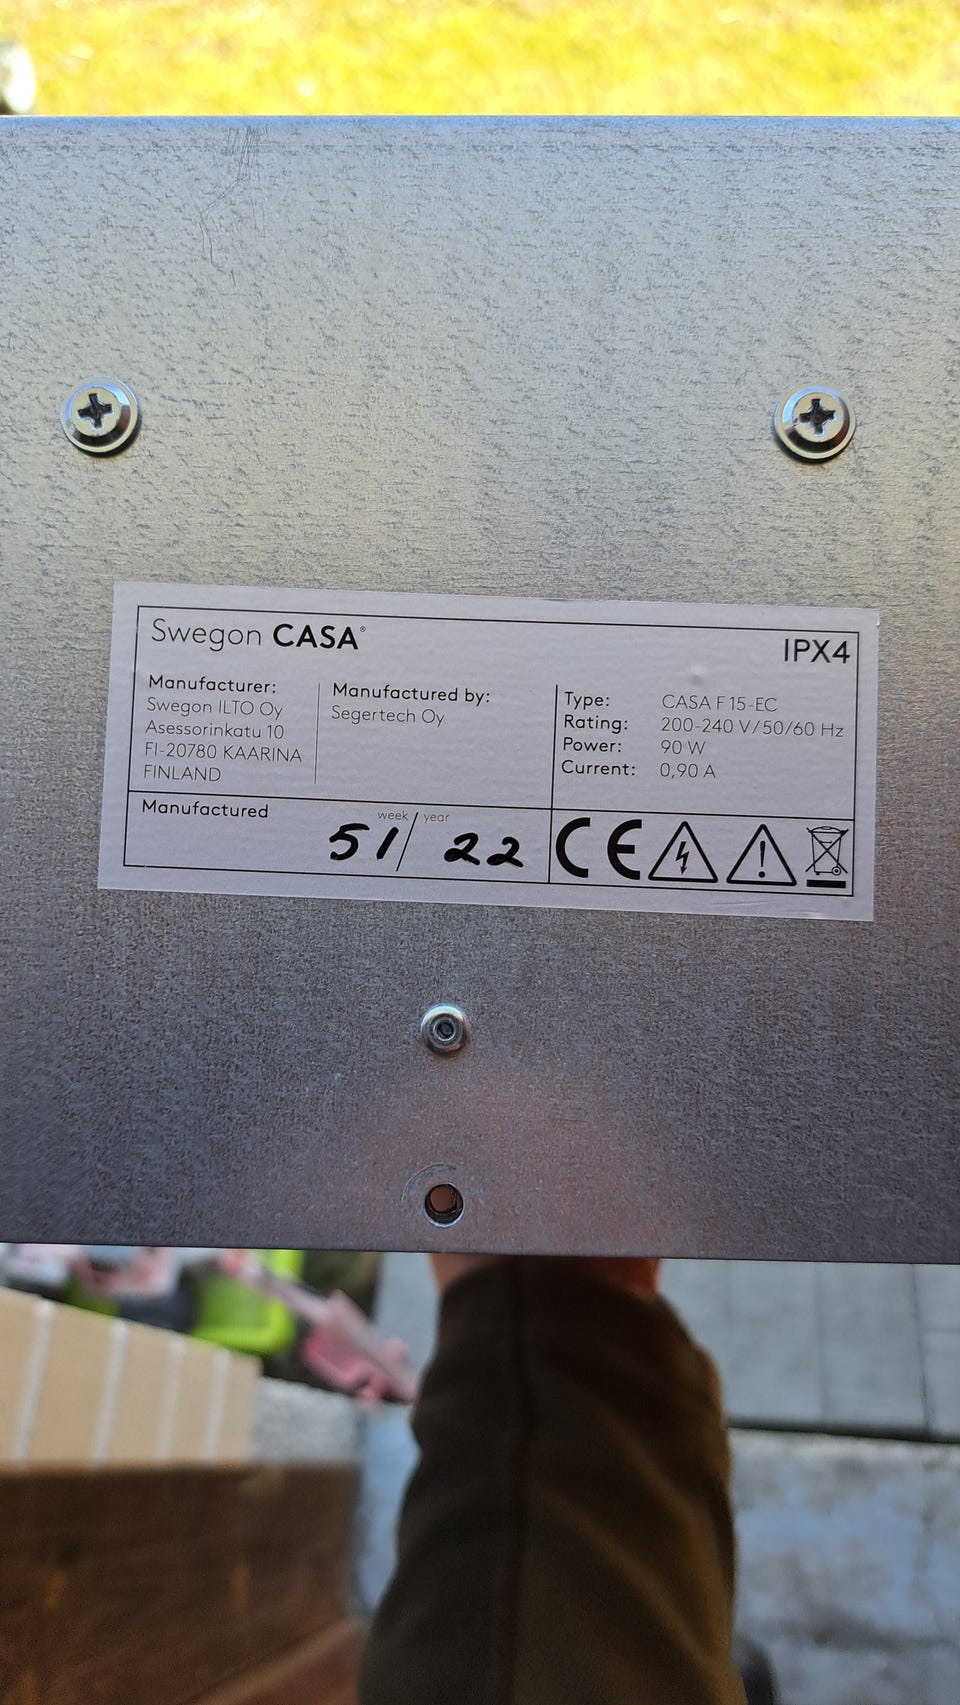 Swegon CASA®
IPX4
Manufacturer:
Swegon ILTO Oy
Asessorinkatu 10
FI-20780 KAARINA
FINLAND
Manufactured by:
Segertech Oy
Type: CASA F 15-EC
Rating: 200-240 V/50/60 Hz
Power: 90 W
Current: 0,90 A
Manufactured
week / year
51/22
CE